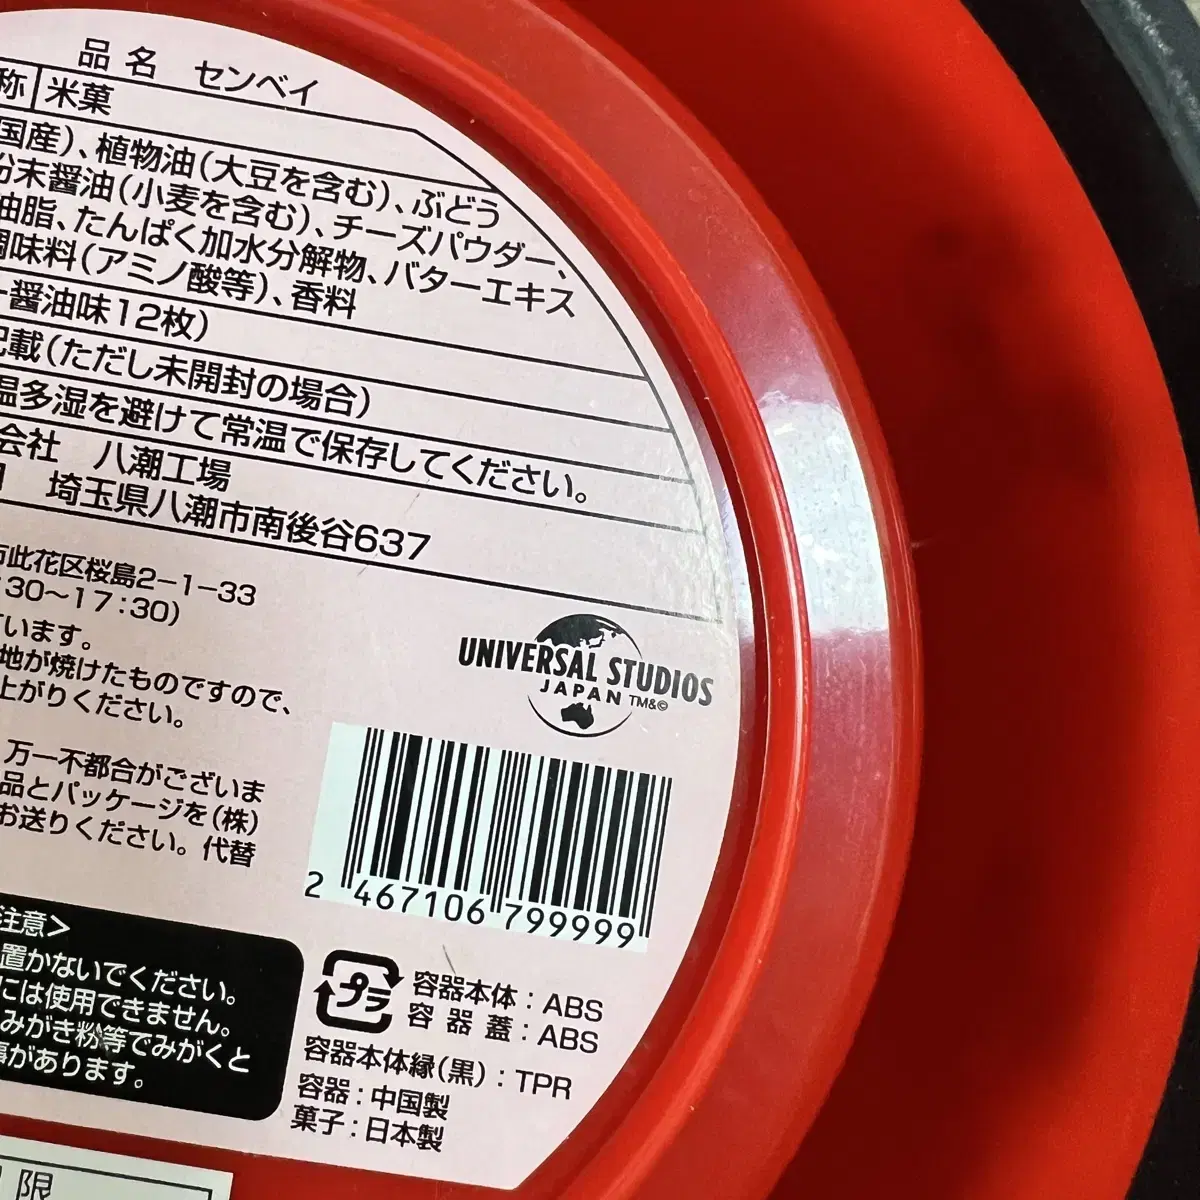 品名 センベイ
称 米菓
国産)、植物油(大豆を含む)、ぶどう
粉末醤油(小麦を含む)、チーズパウダー、
油脂、たんぱく加水分解物、バターエキス
調味料(アミノ酸等)、香料
ー醤油味12枚)
記載(ただし未開封の場合)
温多湿を避けて常温で保存してください。
会社 八潮工場
埼玉県八潮市南後谷637
市此花区桜島2-1-33
:30〜17:30)
ています。
地が焼けたものですので、
上がりください。
UNIVERSAL STUDIOS
JAPAN TM&©
万一不都合がございま
品とパッケージを(株)
お送りください。代替
2 467106 799999
注意>
置かないでください。
には使用できません。
みがき粉等でみがくと
事があります。
プラ
容器本体:ABS
容器蓋:ABS
容器本体縁(黒):TPR
容器:中国製
菓子:日本製
限